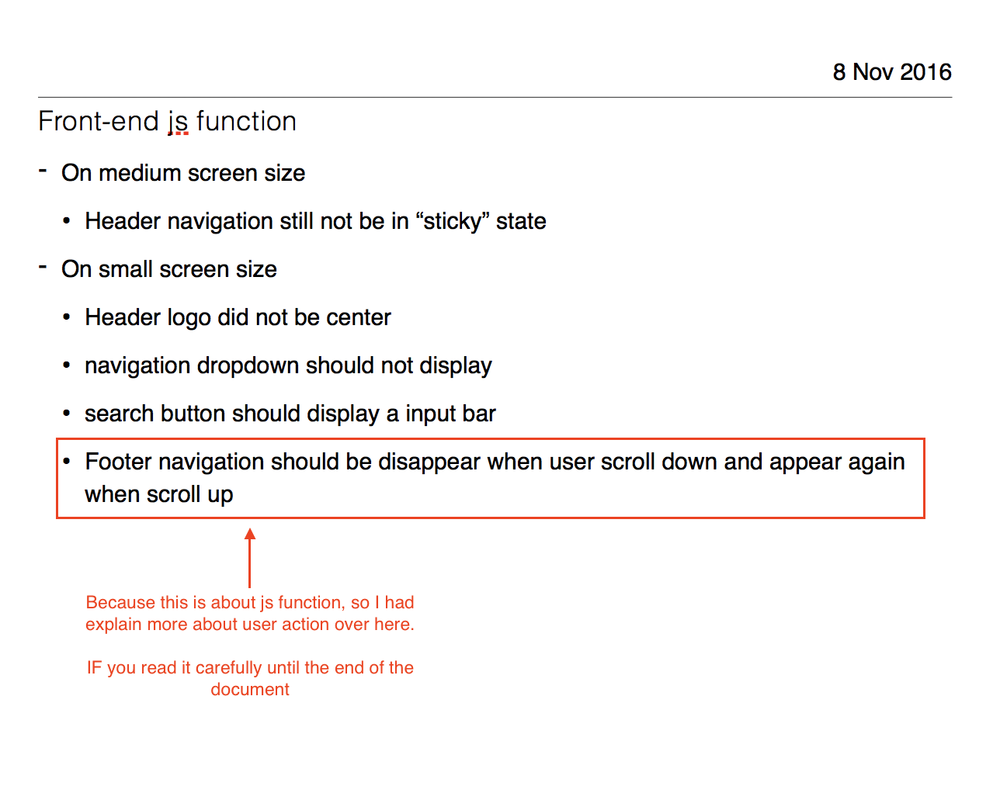 8 Nov 2016
Front-end js function
- On medium screen size
• Header navigation still not be in “sticky” state
- On small screen size
• Header logo did not be center
• navigation dropdown should not display
• search button should display a input bar
• Footer navigation should be disappear when user scroll down and appear again
when scroll up
Because this is about js function, so I had
explain more about user action over here.
IF you read it carefully until the end of the
document